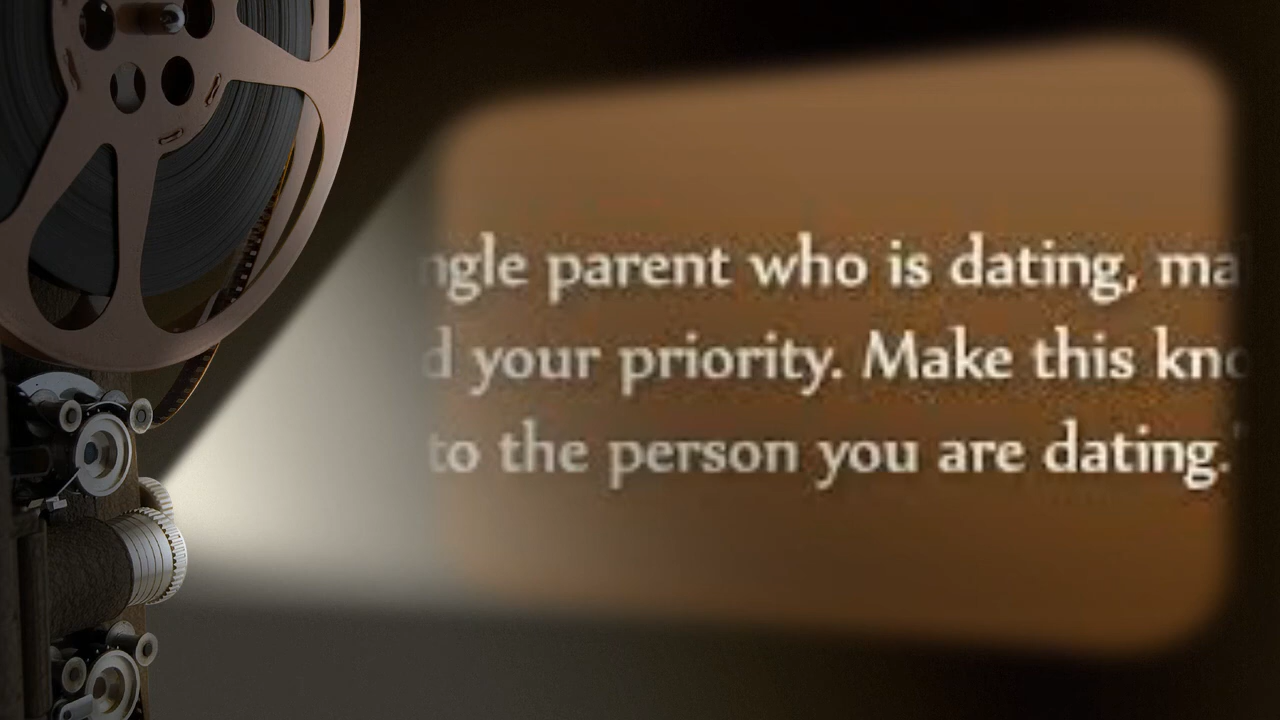 ngle parent who is dating, ma
d your priority. Make this kno
to the person you are dating."